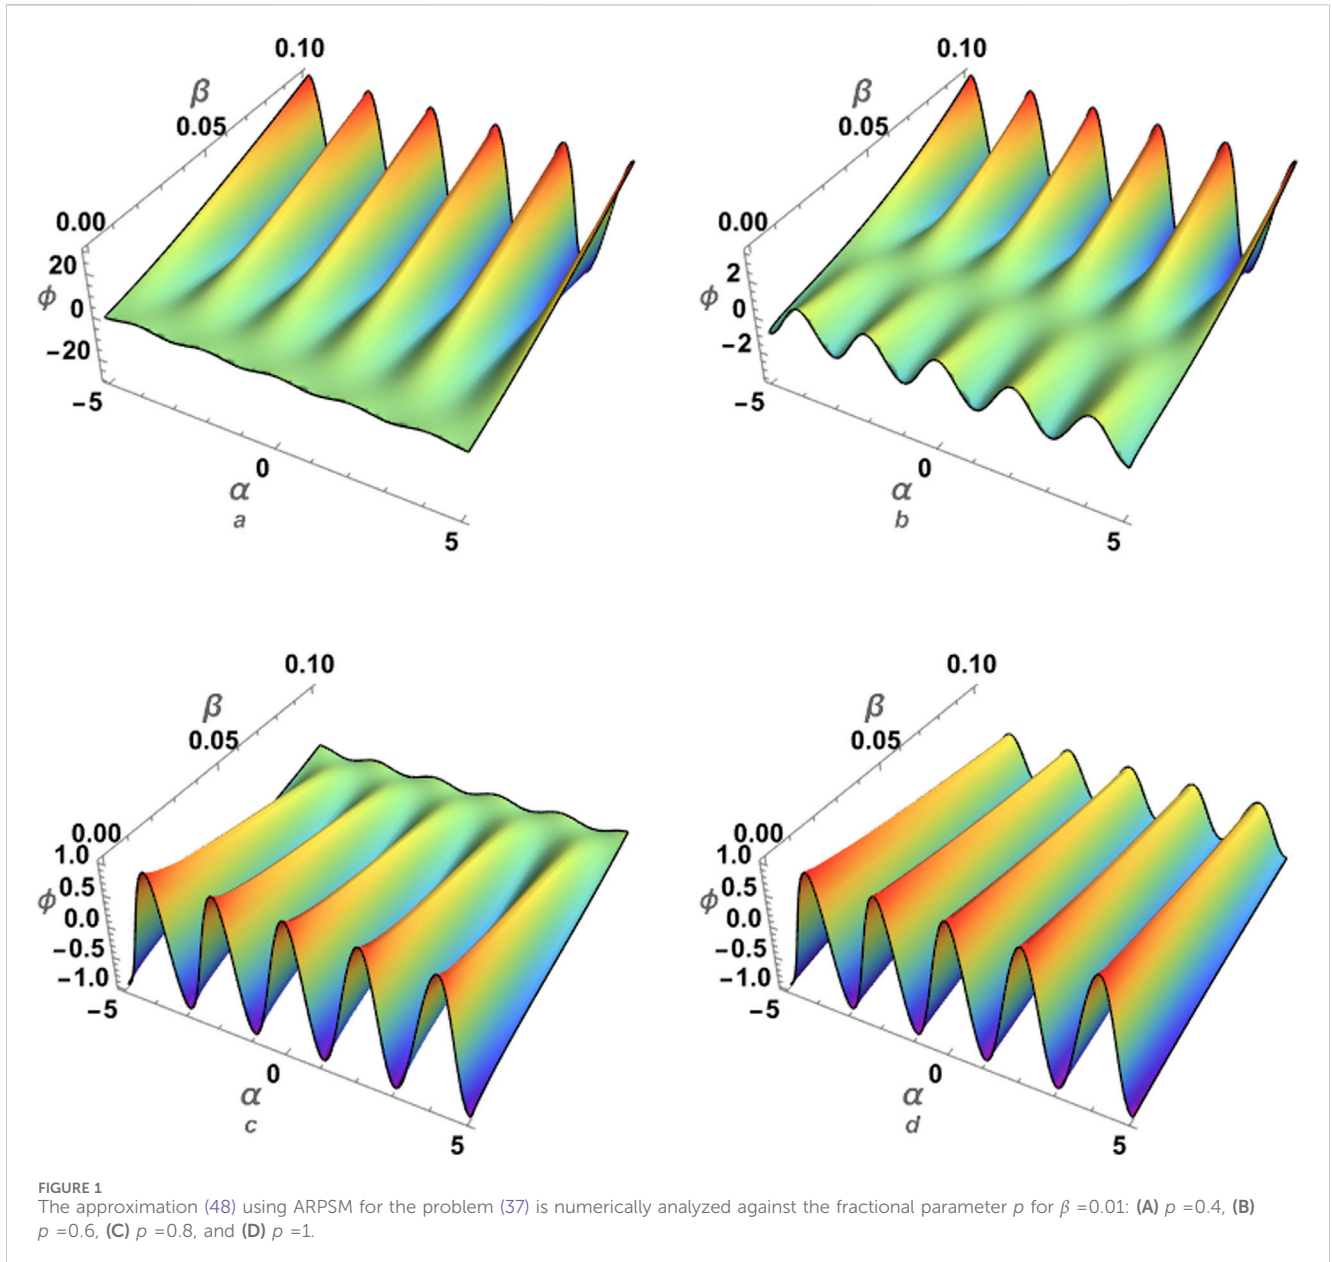 0.10
β
0.05
0.00
20
ϕ 0
−20
−5
0
α
5
a
0.10
β
0.05
0.00
2
ϕ 0
−2
−5
0
α
5
b
0.10
β
0.05
0.00
1.0
0.5
ϕ 0.0
−0.5
−1.0
−5
0
α
5
c
0.10
β
0.05
0.00
1.0
0.5
ϕ 0.0
−0.5
−1.0
−5
0
α
5
d
FIGURE 1
The approximation (48) using ARPSM for the problem (37) is numerically analyzed against the fractional parameter p for β =0.01: (A) p =0.4, (B)
p =0.6, (C) p =0.8, and (D) p =1.